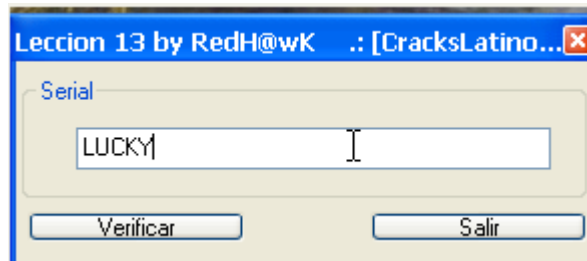 Leccion 13 by RedH@wK .: [CracksLatino...
Serial
LUCKY
Verificar Salir